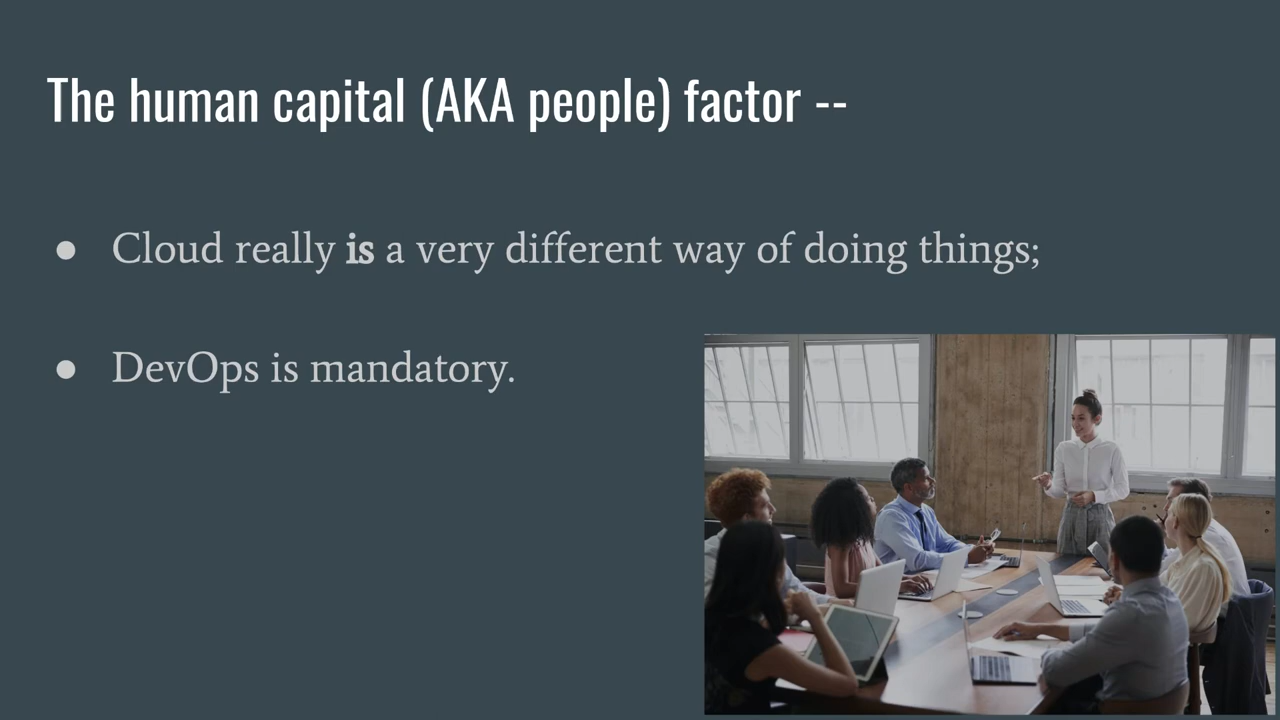 The human capital (AKA people) factor --
● Cloud really is a very different way of doing things;
● DevOps is mandatory.